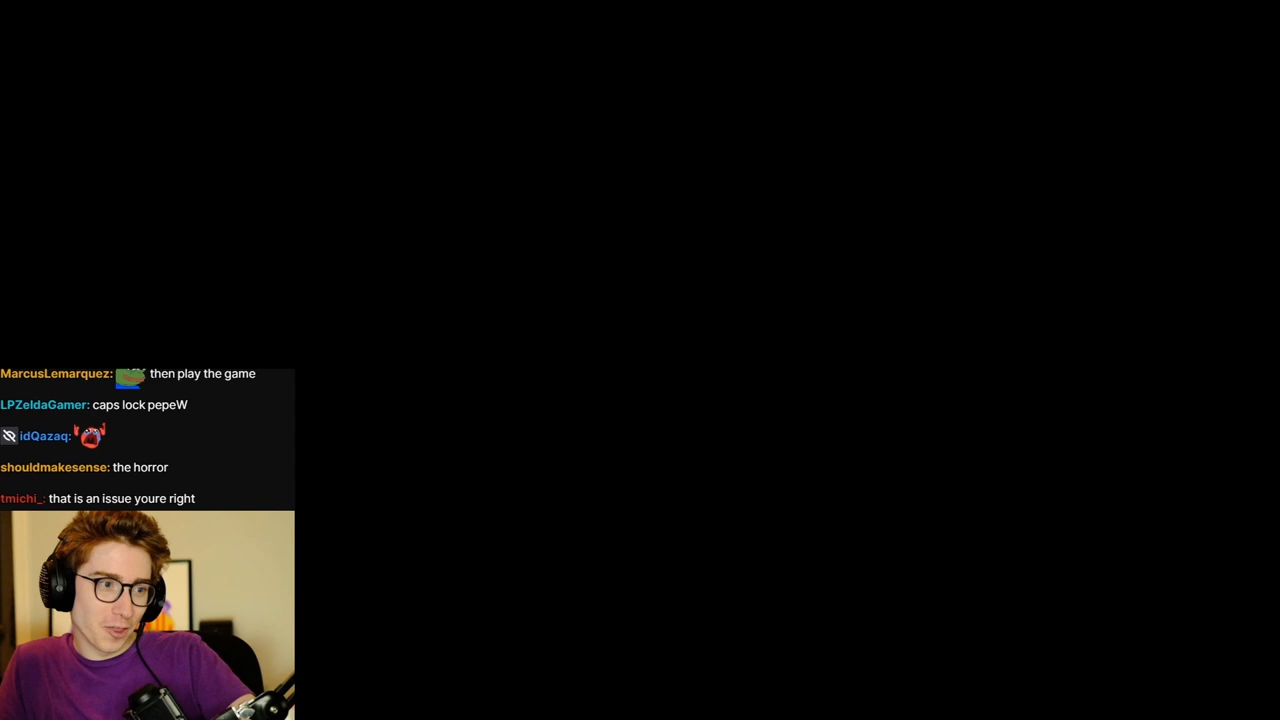 MarcusLemarquez: then play the game
LPZeldaGamer: caps lock pepeW
idQazaq:
shouldmakesense: the horror
tmichi_: that is an issue youre right